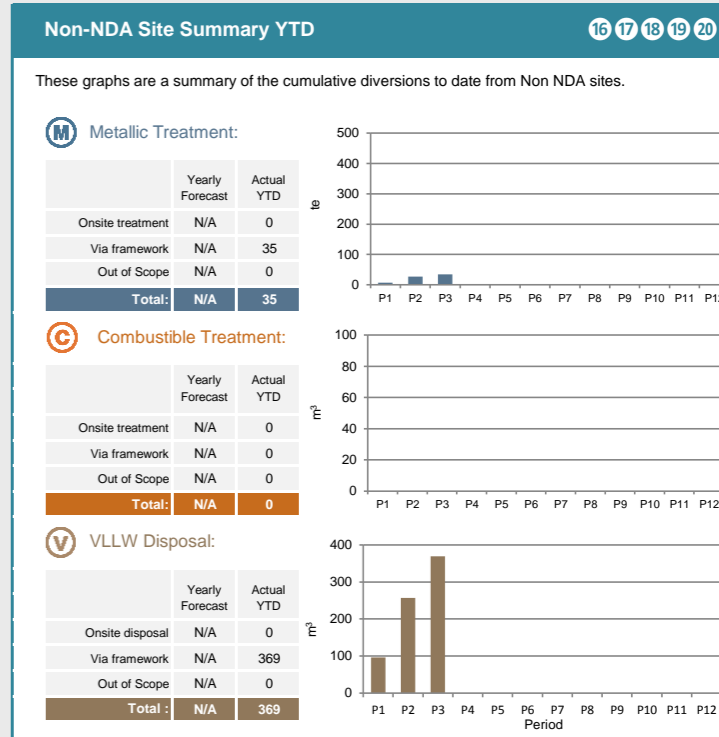 Non-NDA Site Summary YTD
16 17 18 19 20
These graphs are a summary of the cumulative diversions to date from Non NDA sites.
M Metallic Treatment:
Yearly Forecast Actual YTD
Onsite treatment N/A 0
Via framework N/A 35
Out of Scope N/A 0
Total: N/A 35
te
500
400
300
200
100
0
P1 P2 P3 P4 P5 P6 P7 P8 P9 P10 P11 P12
C Combustible Treatment:
Yearly Forecast Actual YTD
Onsite treatment N/A 0
Via framework N/A 0
Out of Scope N/A 0
Total: N/A 0
m³
100
80
60
40
20
0
P1 P2 P3 P4 P5 P6 P7 P8 P9 P10 P11 P12
V VLLW Disposal:
Yearly Forecast Actual YTD
Onsite disposal N/A 0
Via framework N/A 369
Out of Scope N/A 0
Total : N/A 369
m³
400
300
200
100
0
P1 P2 P3 P4 P5 P6 P7 P8 P9 P10 P11 P12
Period